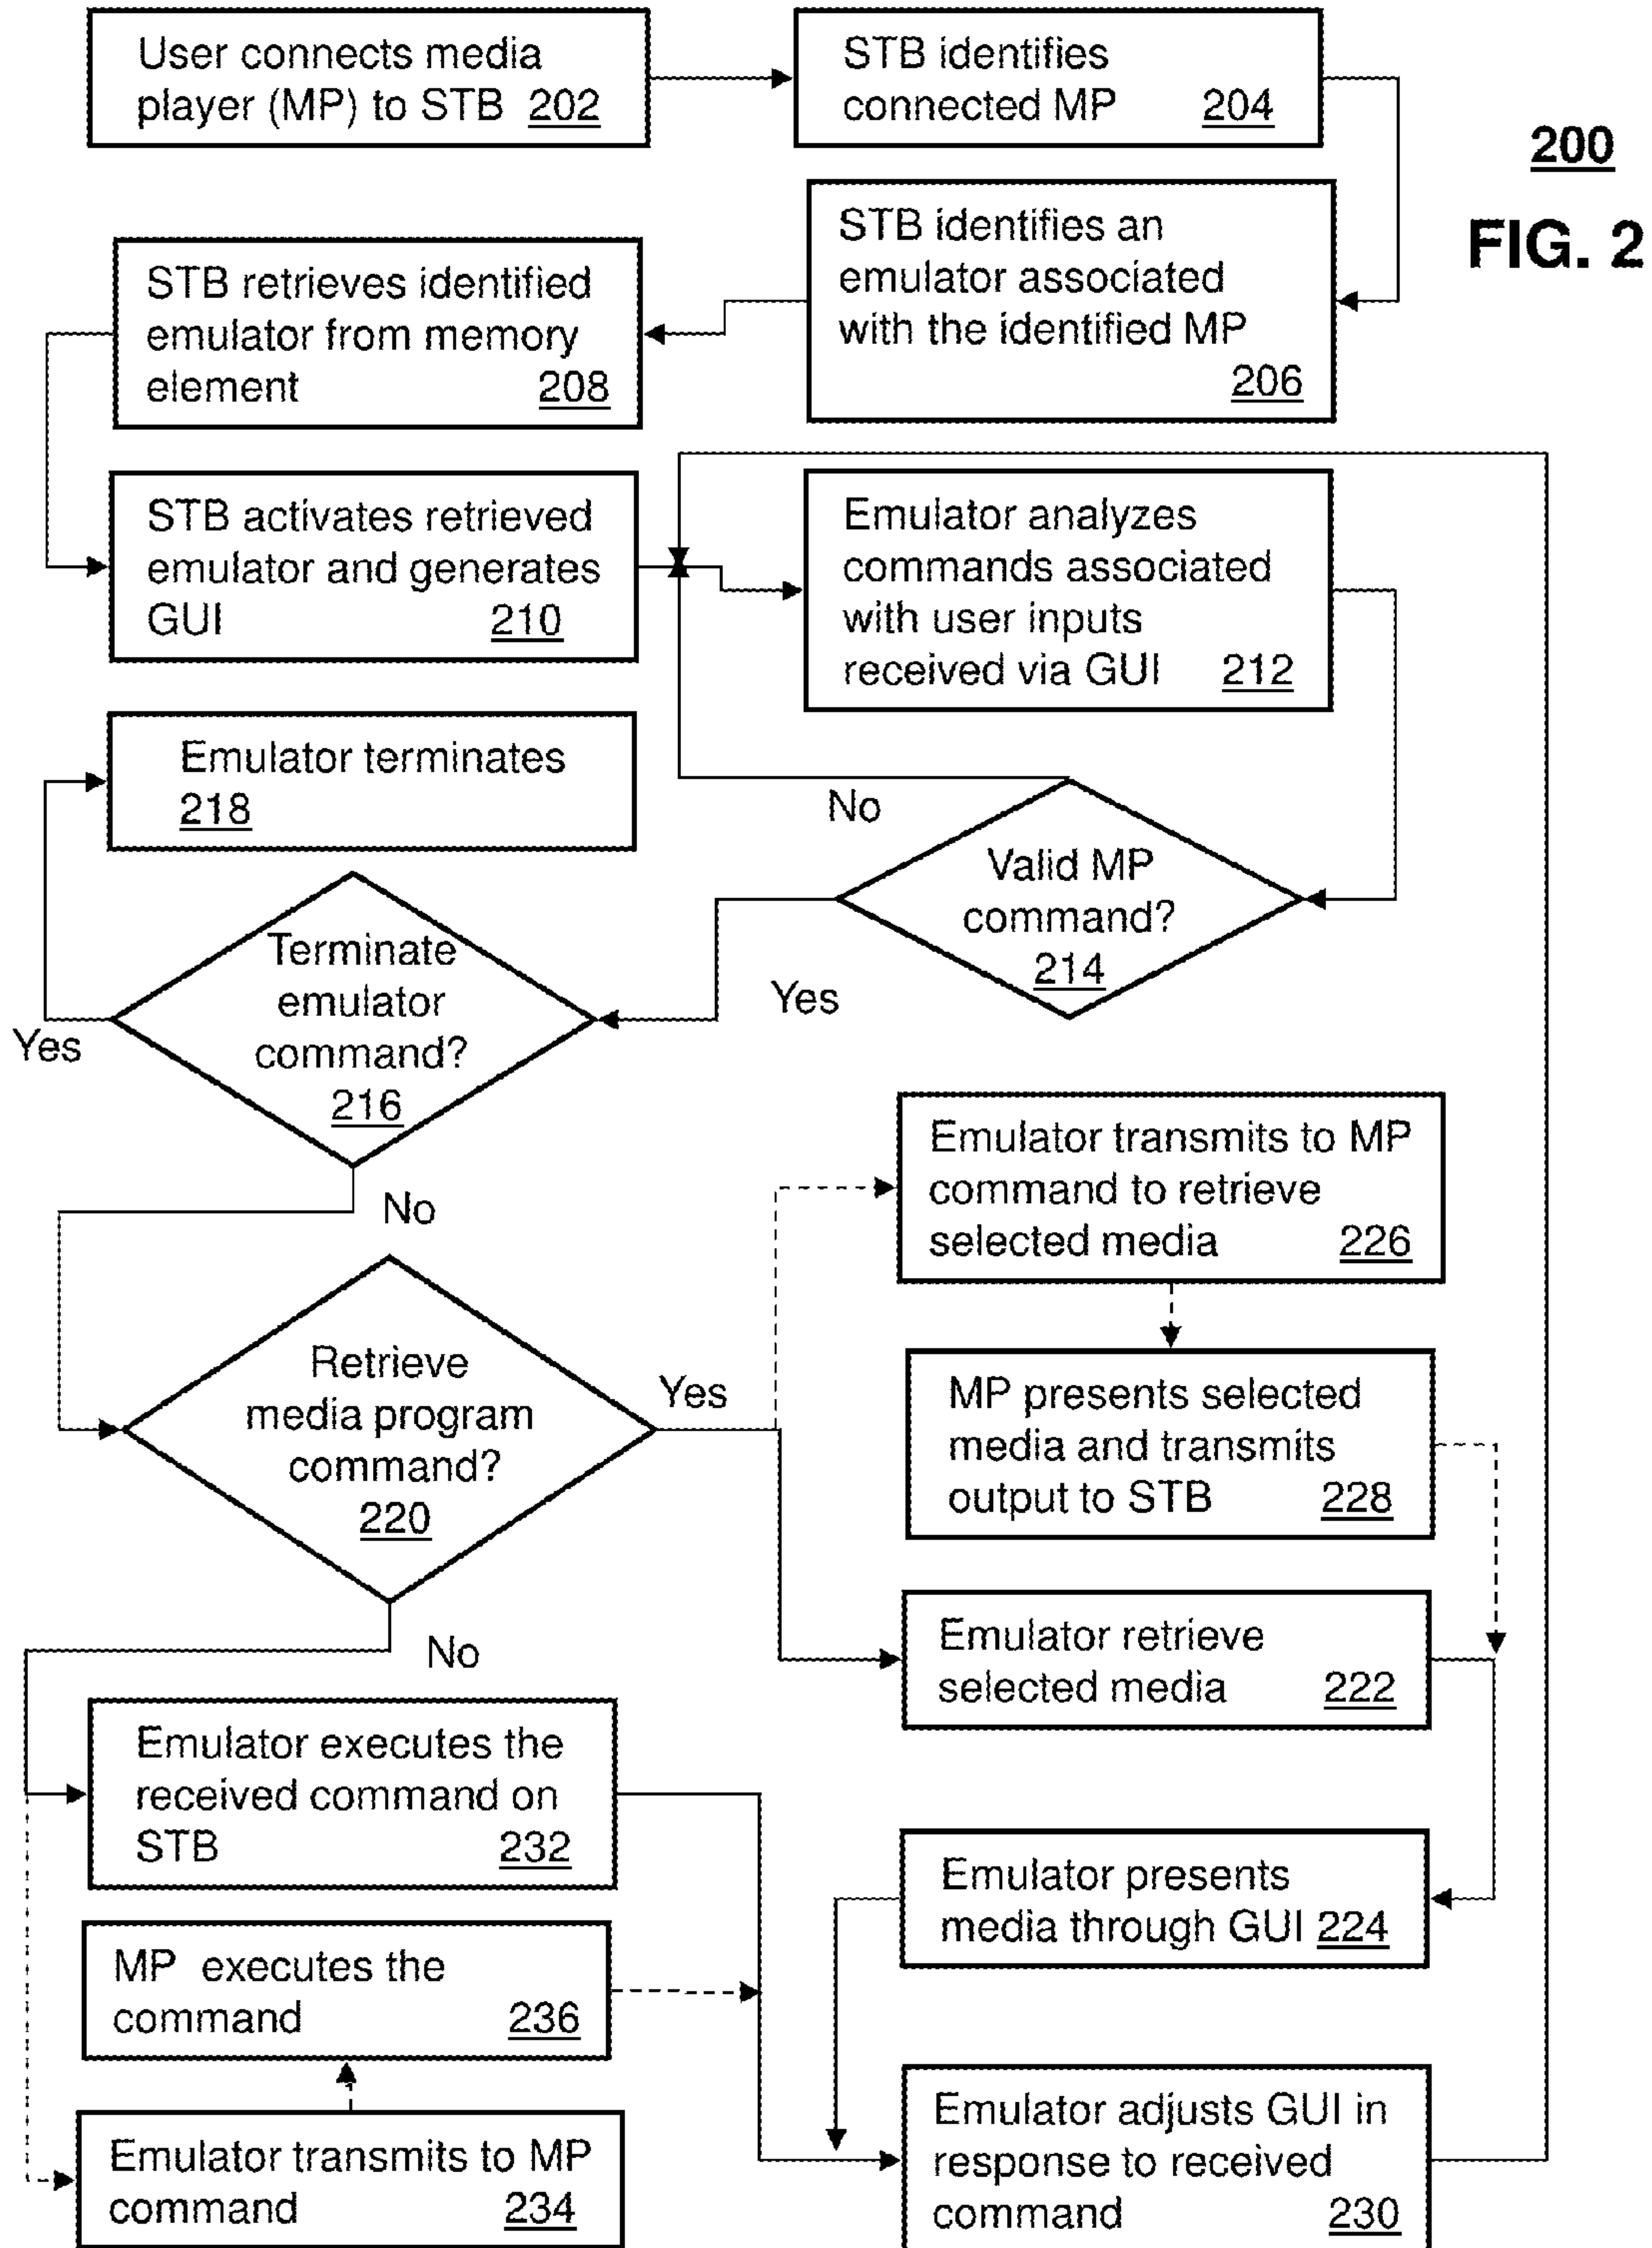 User connects media
player (MP) to STB 202
STB identifies
connected MP 204
200
FIG. 2
STB identifies an
emulator associated
with the identified MP
206
STB retrieves identified
emulator from memory
element 208
STB activates retrieved
emulator and generates
GUI 210
Emulator analyzes
commands associated
with user inputs
received via GUI 212
Emulator terminates
218
No
Valid MP
command?
214
Yes
Terminate
emulator
command?
216
Yes
No
Emulator transmits to MP
command to retrieve
selected media 226
Retrieve
media program
command?
220
Yes
MP presents selected
media and transmits
output to STB 228
No
Emulator retrieve
selected media 222
Emulator executes the
received command on
STB 232
Emulator presents
media through GUI 224
MP executes the
command 236
Emulator transmits to MP
command 234
Emulator adjusts GUI in
response to received
command 230